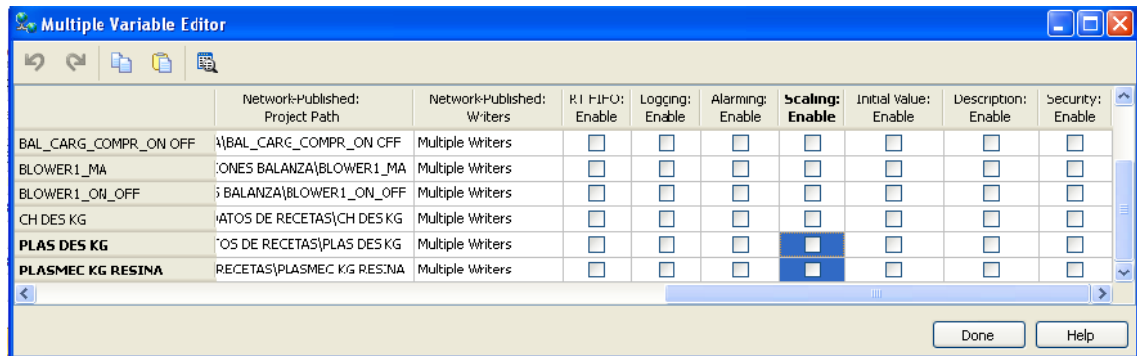 Multiple Variable Editor
Network-Published: Project Path Network-Published: Writers RT FIFO: Enable Logging: Enable Alarming: Enable Scaling: Enable Initial Value: Enable Description: Enable Security: Enable
BAL_CARG_COMPR_ON OFF A\BAL_CARG_COMPR_ON OFF Multiple Writers
BLOWER1_MA ONES BALANZA\BLOWER1_MA Multiple Writers
BLOWER1_ON_OFF S BALANZA\BLOWER1_ON_OFF Multiple Writers
CH DES KG ATOS DE RECETAS\CH DES KG Multiple Writers
PLAS DES KG TOS DE RECETAS\PLAS DES KG Multiple Writers
PLASMEC KG RESINA RECETAS\PLASMEC KG RESINA Multiple Writers
Done Help